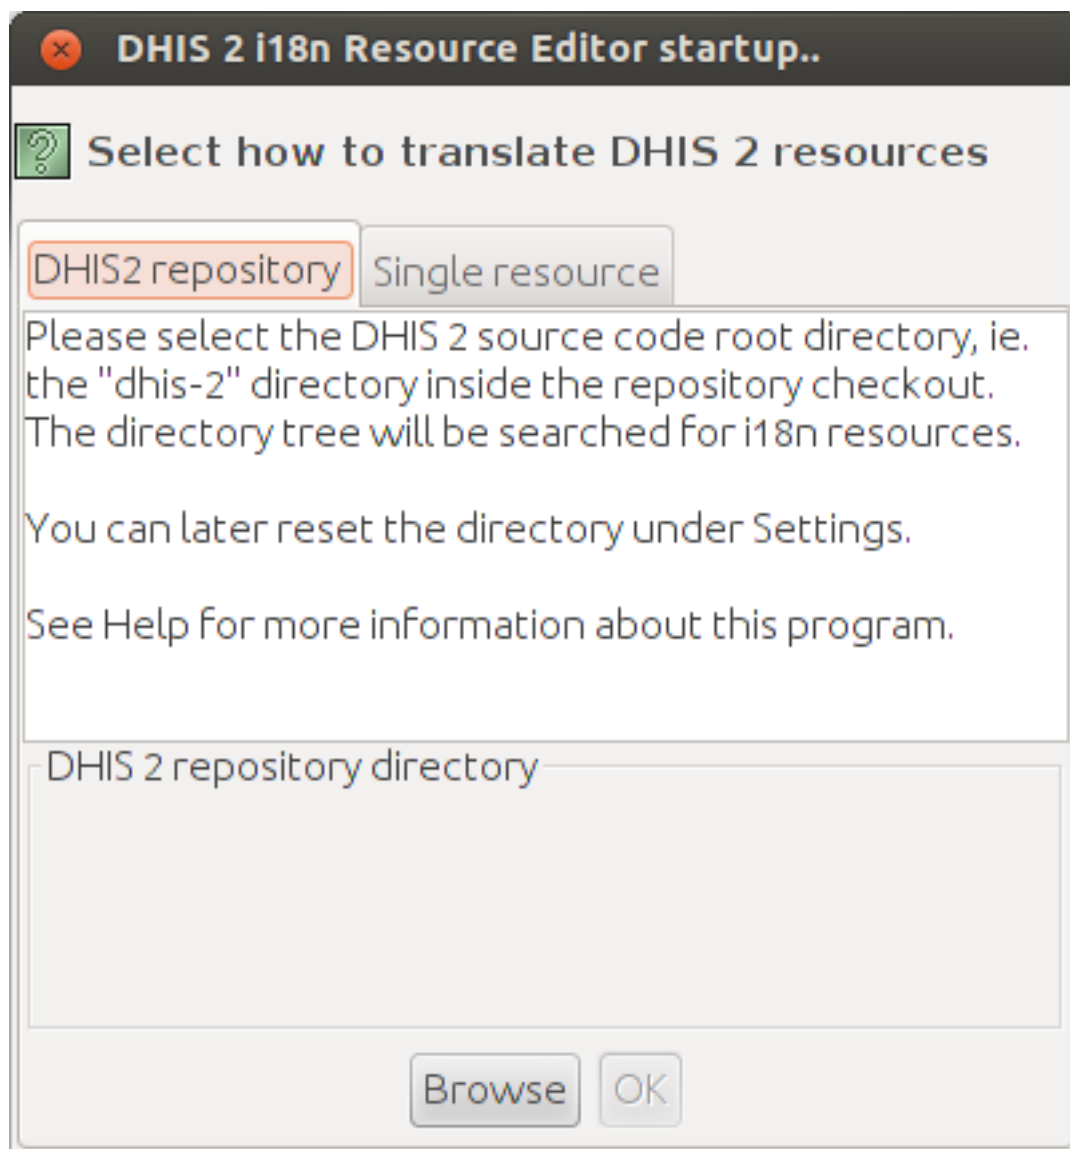 DHIS 2 i18n Resource Editor startup..
Select how to translate DHIS 2 resources
DHIS2 repository
Single resource
Please select the DHIS 2 source code root directory, ie.
the "dhis-2" directory inside the repository checkout.
The directory tree will be searched for i18n resources.
You can later reset the directory under Settings.
See Help for more information about this program.
DHIS 2 repository directory
Browse
OK